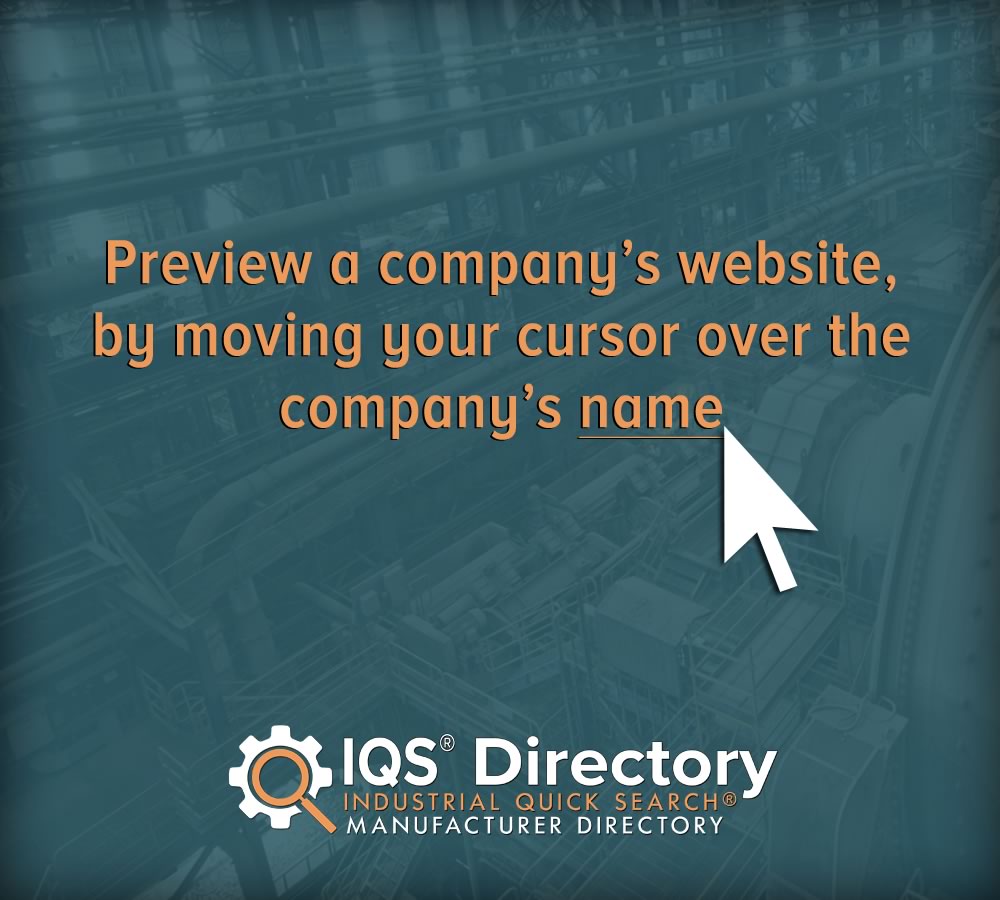 Preview a company’s website,
by moving your cursor over the
company’s name
IQS® Directory
INDUSTRIAL QUICK SEARCH®
MANUFACTURER DIRECTORY